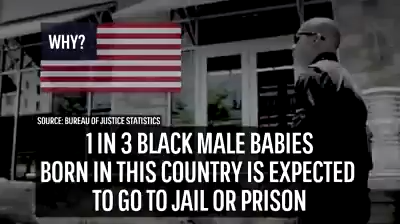 WHY?
SOURCE: BUREAU OF JUSTICE STATISTICS
1 IN 3 BLACK MALE BABIES
BORN IN THIS COUNTRY IS EXPECTED
TO GO TO JAIL OR PRISON